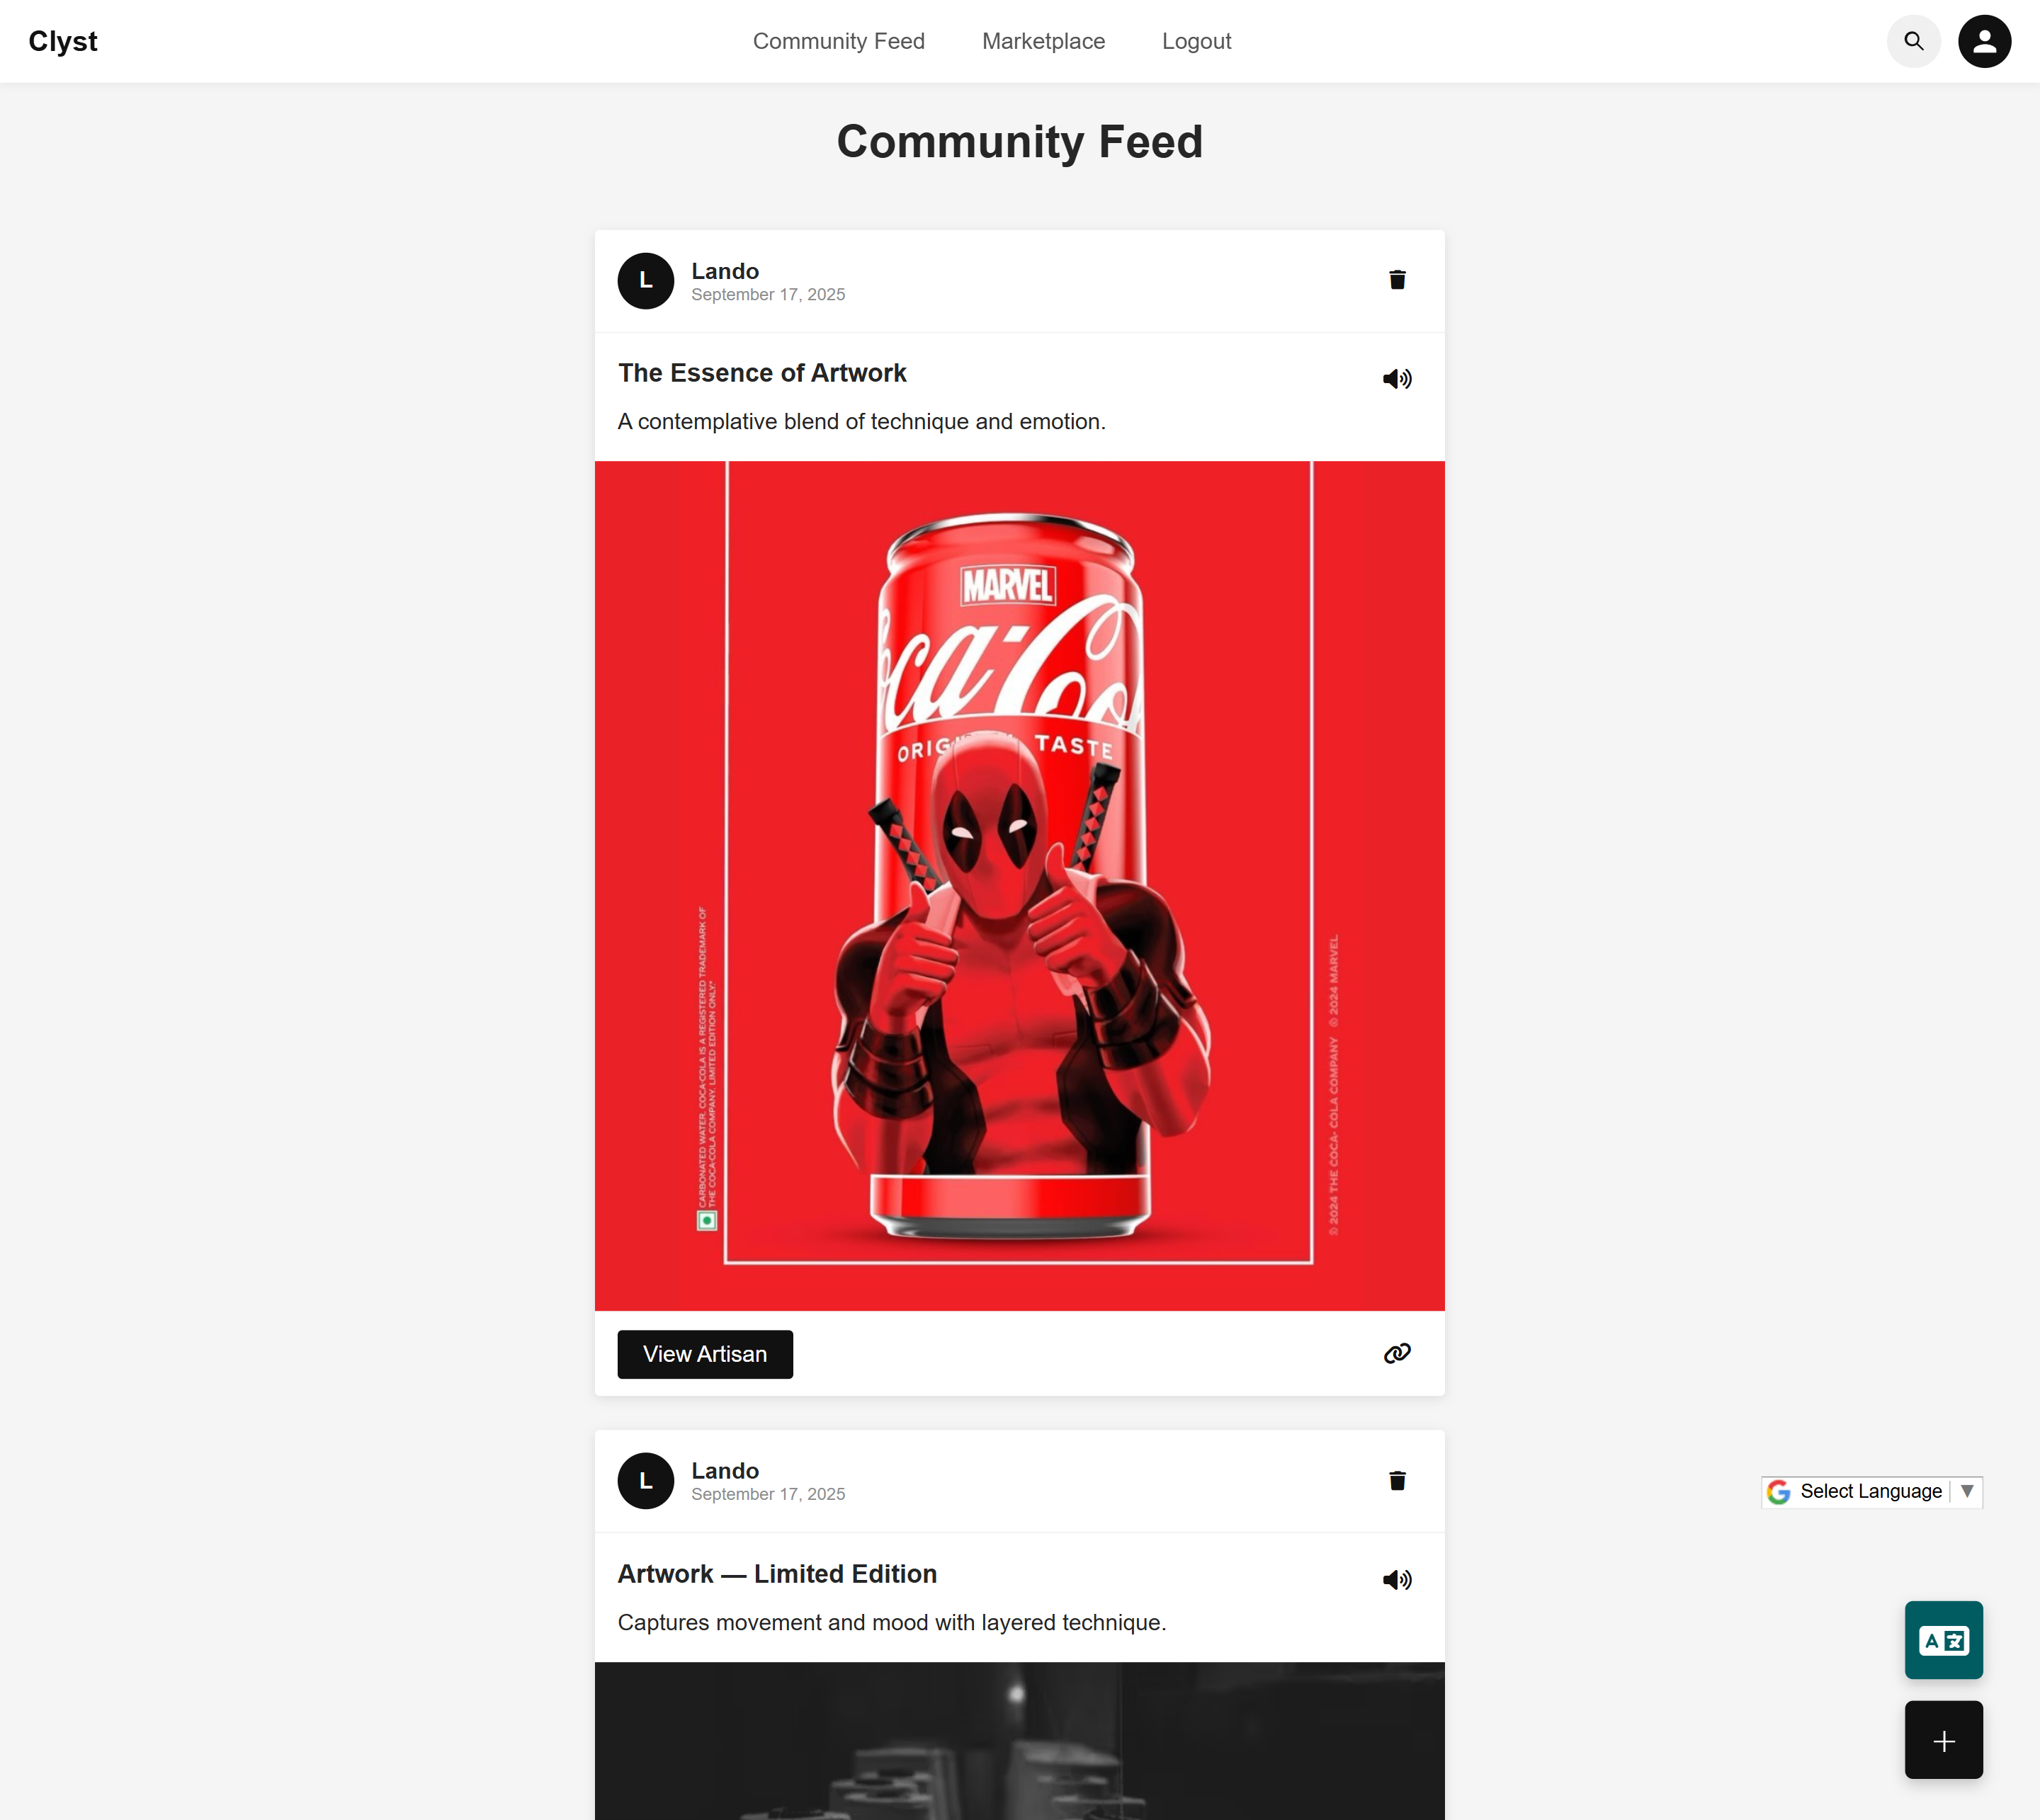 Clyst
Community Feed
Marketplace
Logout
Community Feed
L
Lando
September 17, 2025
The Essence of Artwork
A contemplative blend of technique and emotion.
MARVEL
ca-Co
ORIG TASTE
CARBONATED WATER. COCA-COLA IS A REGISTERED TRADEMARK OF
THE COCA-COLA COMPANY. LIMITED EDITION ONLY.*
© 2024 THE COCA- COLA COMPANY © 2024 MARVEL
View Artisan
L
Lando
September 17, 2025
Select Language
Artwork — Limited Edition
Captures movement and mood with layered technique.
A 文